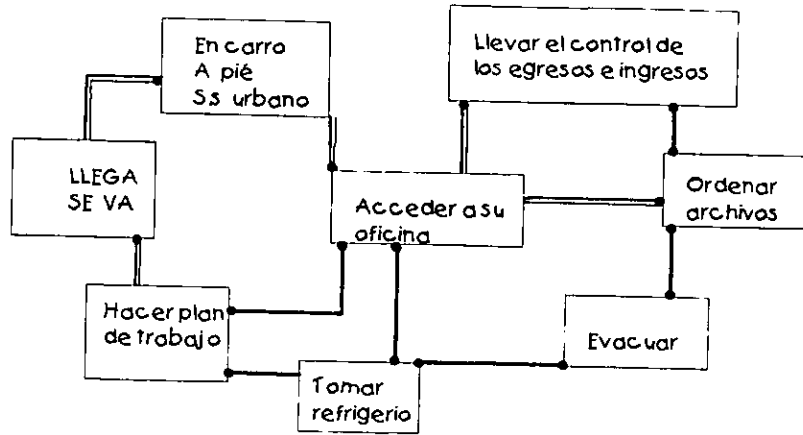 En carro
A pié
S.s urbano
Llevar el control de
los egresos e ingresos
LLEGA
SE VA
Acceder a su
oficina
Ordenar
archivos
Hacer plan
de trabajo
Evacuar
Tomar
refrigerio